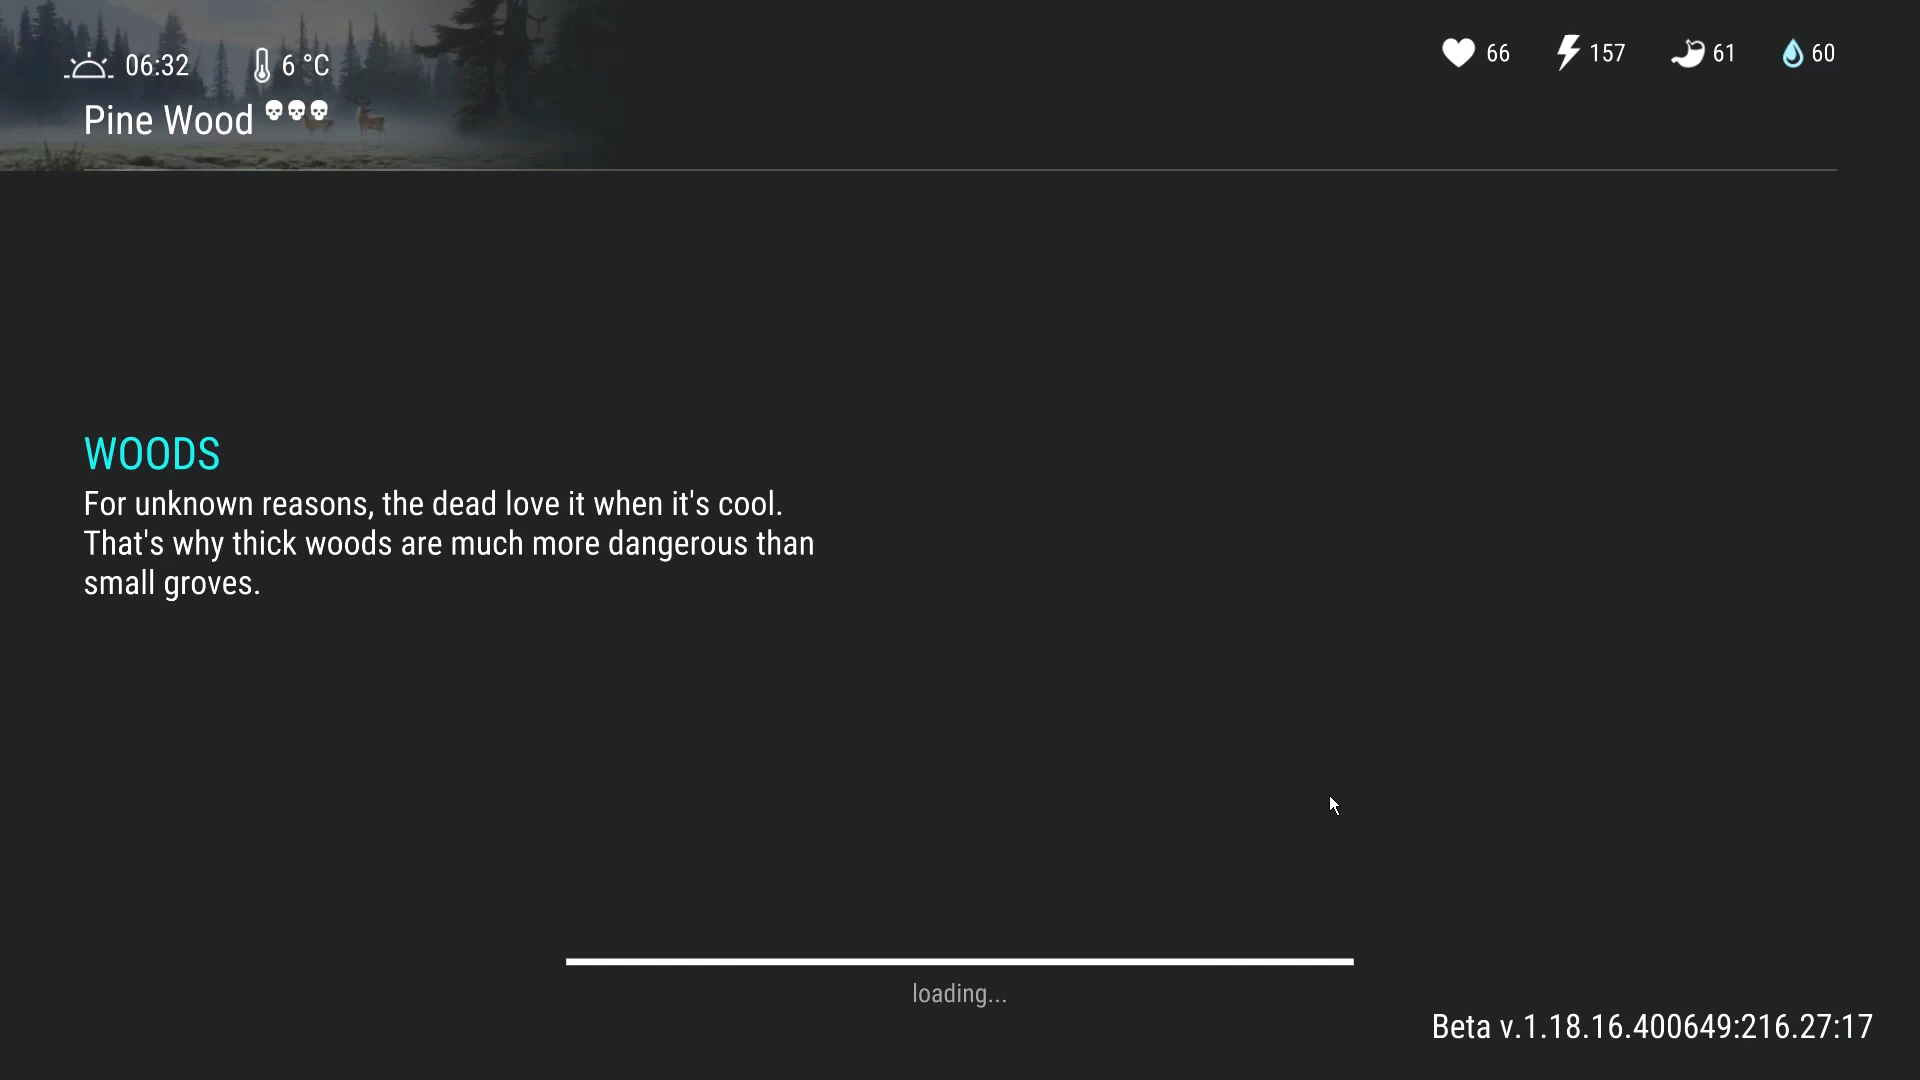 06:32
6 °C
66
157
61
60
Pine Wood
WOODS
For unknown reasons, the dead love it when it's cool.
That's why thick woods are much more dangerous than
small groves.
loading...
Beta v.1.18.16.400649:216.27:17